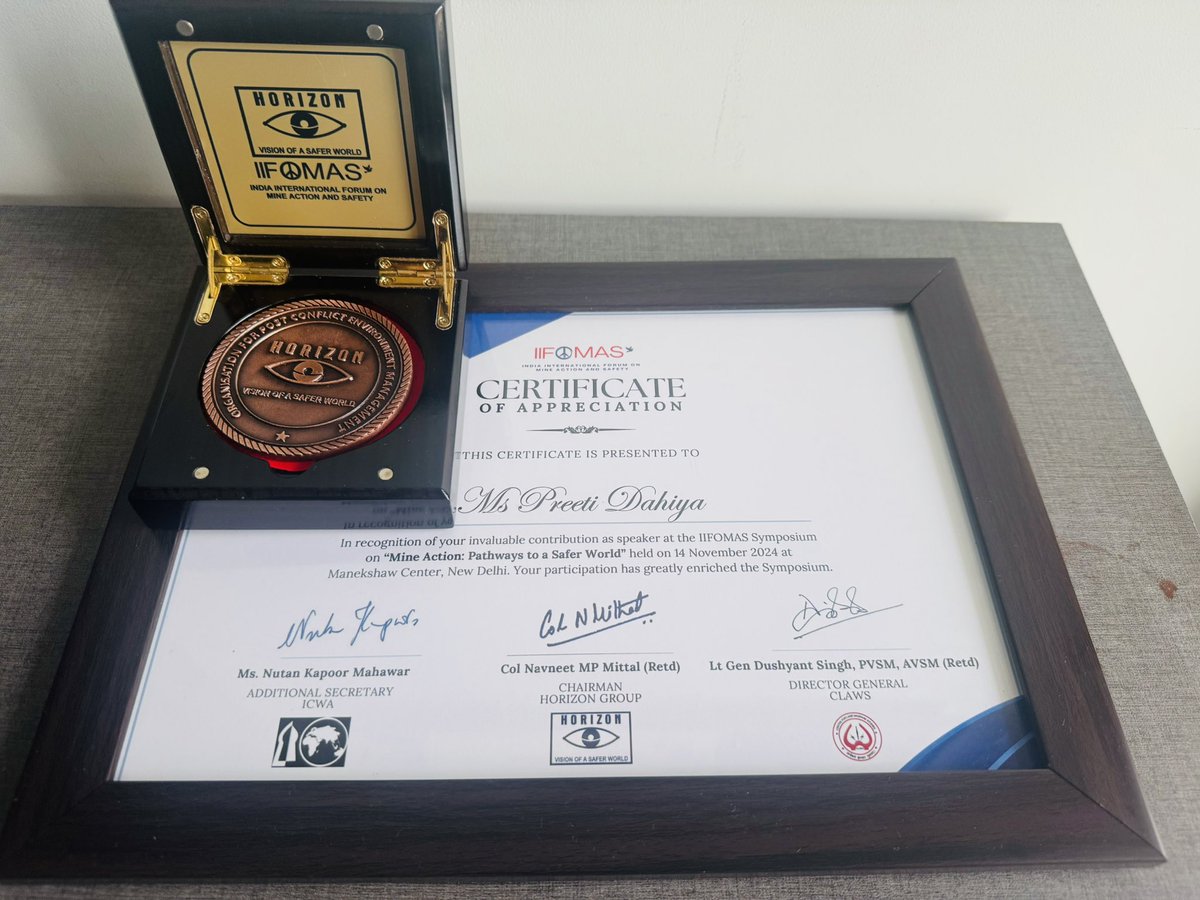 HORIZON
VISION OF A SAFER WORLD
IIFOMAS
INDIA INTERNATIONAL FORUM ON
MINE ACTION AND SAFETY
ORGANISATION FOR POST CONFLICT ENVIRONMENT MANAGEMENT
HORIZON
VISION OF A SAFER WORLD
IIFOMAS
INDIA INTERNATIONAL FORUM ON
MINE ACTION AND SAFETY
CERTIFICATE
OF APPRECIATION
THIS CERTIFICATE IS PRESENTED TO
Ms Preeti Dahiya
In recognition of your invaluable contribution as speaker at the IIFOMAS Symposium
on “Mine Action: Pathways to a Safer World” held on 14 November 2024 at
Manekshaw Center, New Delhi. Your participation has greatly enriched the Symposium.
Col N Mittal
Ms. Nutan Kapoor Mahawar
ADDITIONAL SECRETARY
ICWA
Col Navneet MP Mittal (Retd)
CHAIRMAN
HORIZON GROUP
HORIZON
VISION OF A SAFER WORLD
Lt Gen Dushyant Singh, PVSM, AVSM (Retd)
DIRECTOR GENERAL
CLAWS